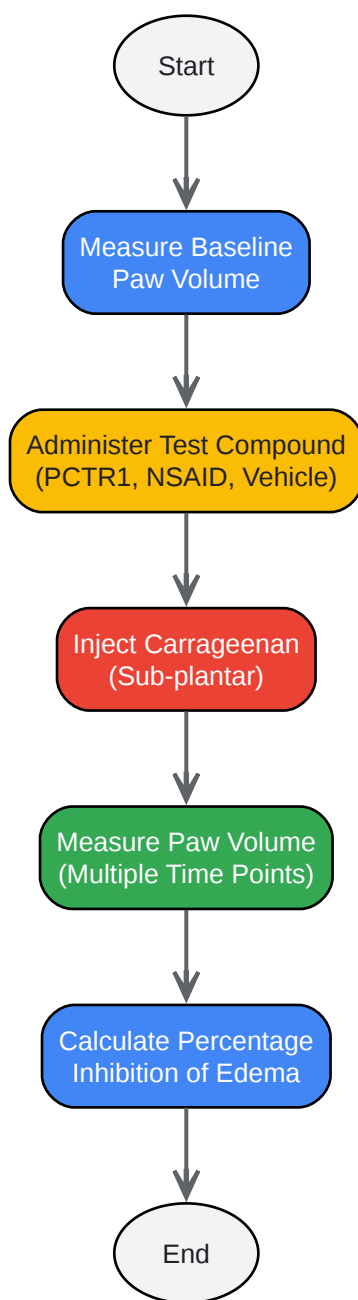 Start
Measure Baseline
Paw Volume
Administer Test Compound
(PCTR1, NSAID, Vehicle)
Inject Carrageenan
(Sub-plantar)
Measure Paw Volume
(Multiple Time Points)
Calculate Percentage
Inhibition of Edema
End